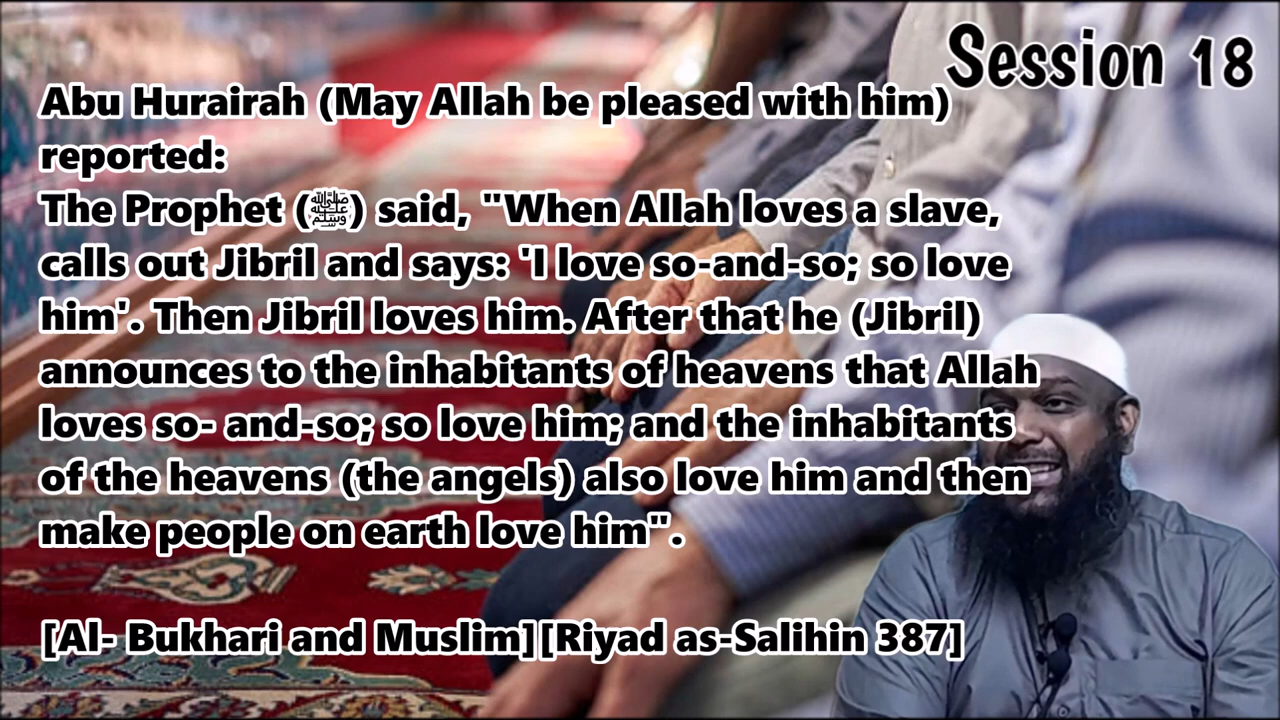 Session 18
Abu Hurairah (May Allah be pleased with him)
reported:
The Prophet (ﷺ) said, "When Allah loves a slave,
calls out Jibril and says: 'I love so-and-so; so love
him'. Then Jibril loves him. After that he (Jibril)
announces to the inhabitants of heavens that Allah
loves so- and-so; so love him; and the inhabitants
of the heavens (the angels) also love him and then
make people on earth love him".
[Al- Bukhari and Muslim][Riyad as-Salihin 387]